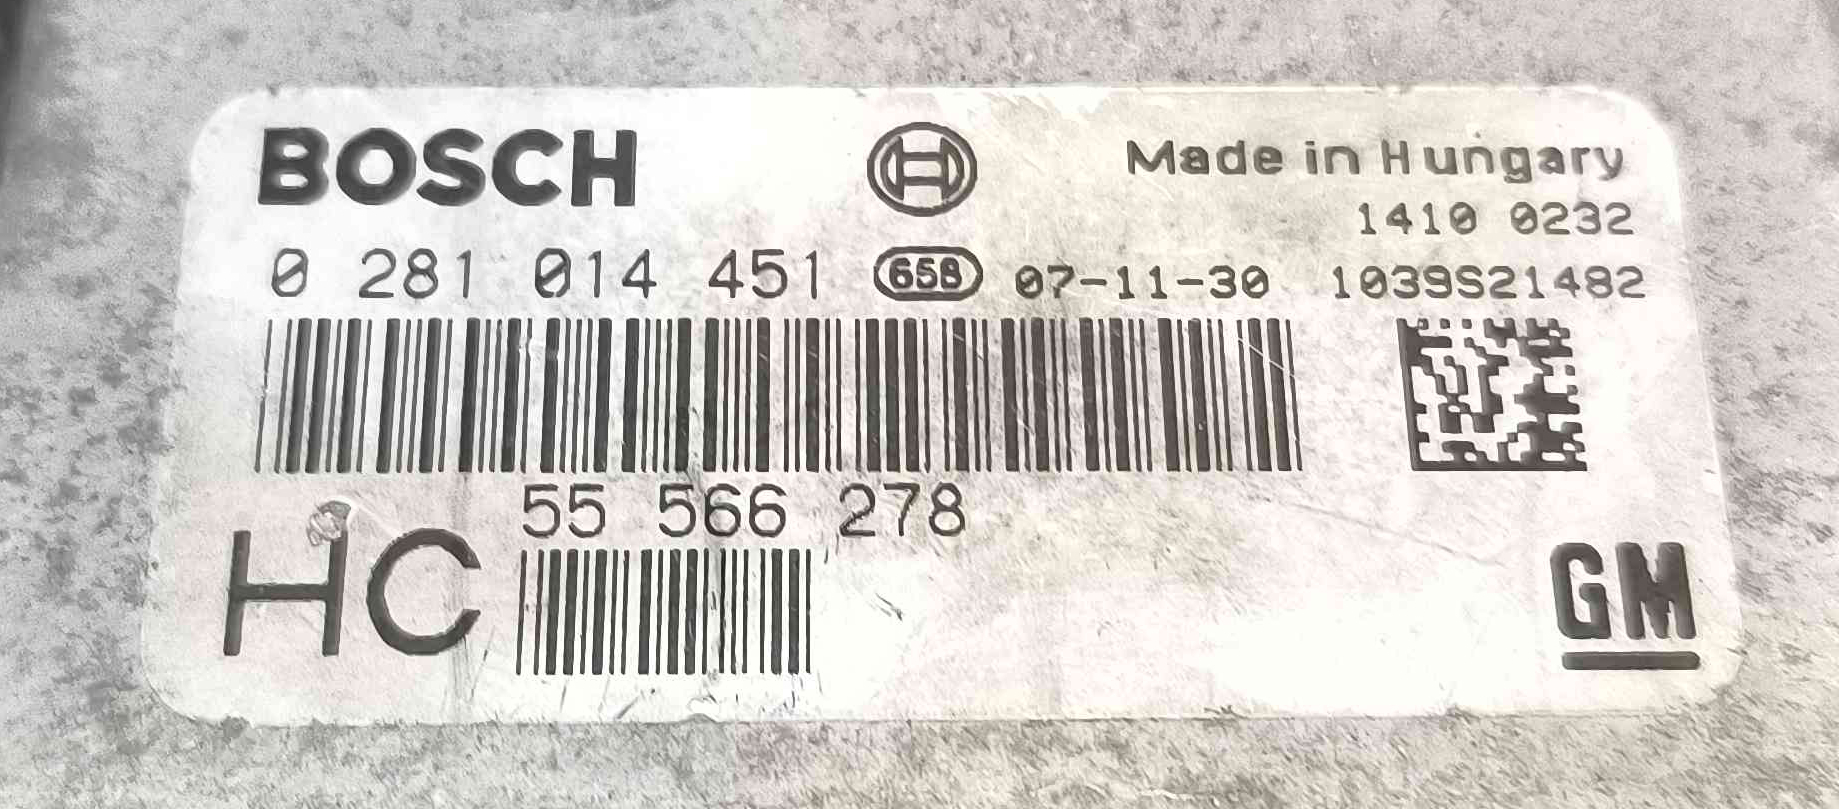 BOSCH
Made in Hungary
1410 0232
0 281 014 451 658 07-11-30 1039S21482
55 566 278
HC
GM